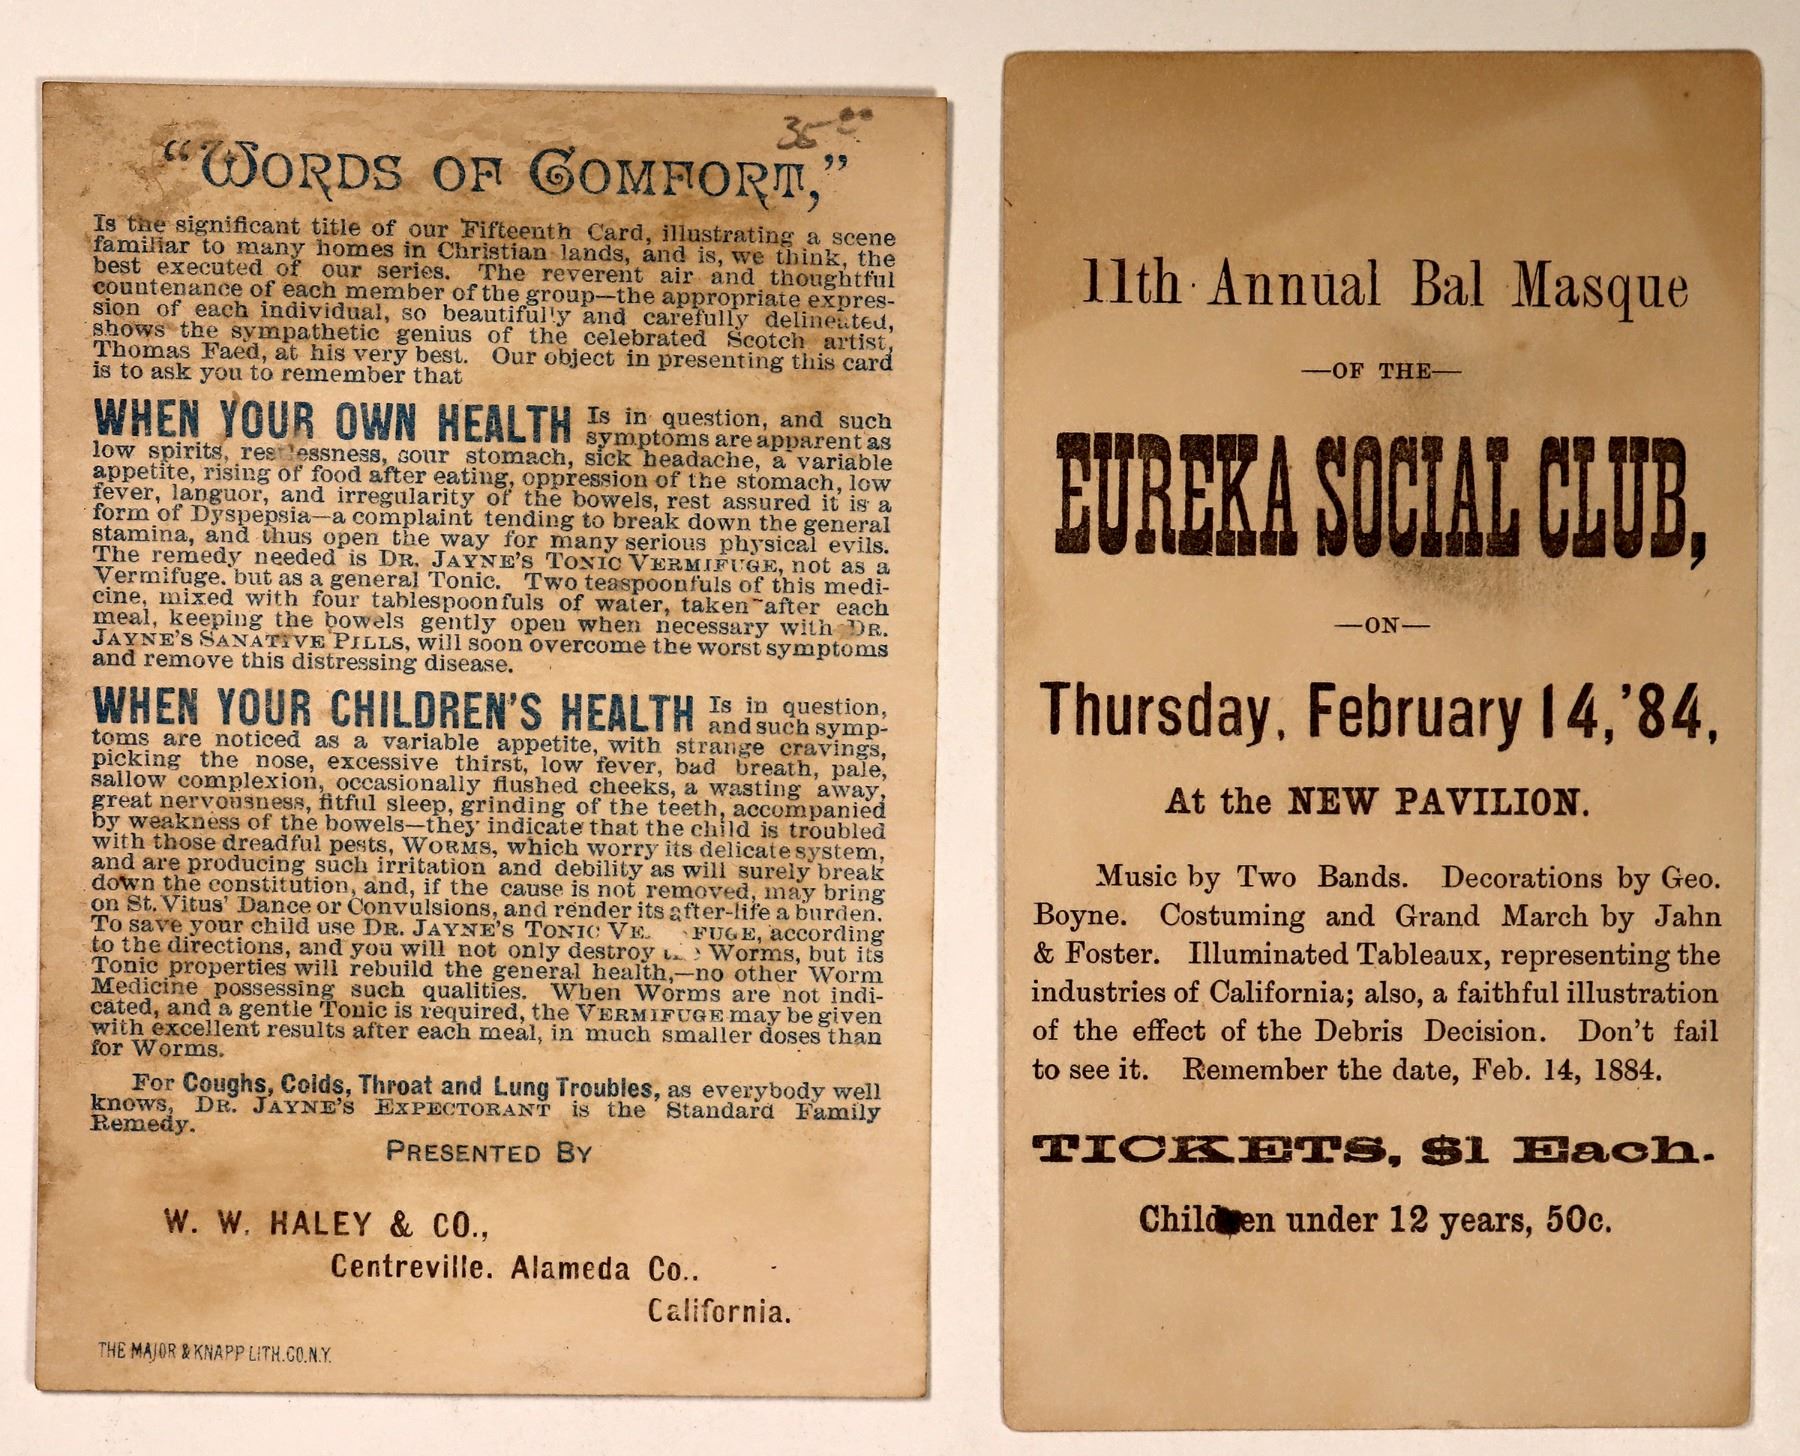 35.00
"WORDS OF COMFORT,"
Is the significant title of our Fifteenth Card, illustrating a scene
familiar to many homes in Christian lands, and is, we think, the
best executed of our series. The reverent air and thoughtful
countenance of each member of the group—the appropriate expres-
sion of each individual, so beautifully and carefully delineated,
shows the sympathetic genius of the celebrated Scotch artist,
Thomas Faed, at his very best. Our object in presenting this card
is to ask you to remember that
WHEN YOUR OWN HEALTH Is in question, and such
symptoms are apparent as
low spirits, restlessness, sour stomach, sick headache, a variable
appetite, rising of food after eating, oppression of the stomach, low
fever, languor, and irregularity of the bowels, rest assured it is a
form of Dyspepsia—a complaint tending to break down the general
stamina, and thus open the way for many serious physical evils.
The remedy needed is DR. JAYNE'S TONIC VERMIFUGE, not as a
Vermifuge. but as a general Tonic. Two teaspoonfuls of this medi-
cine, mixed with four tablespoonfuls of water, taken after each
meal, keeping the bowels gently open when necessary with DR.
JAYNE'S SANATIVE PILLS, will soon overcome the worst symptoms
and remove this distressing disease.
WHEN YOUR CHILDREN'S HEALTH Is in question,
and such symp-
toms are noticed as a variable appetite, with strange cravings,
picking the nose, excessive thirst, low fever, bad breath, pale,
sallow complexion, occasionally flushed cheeks, a wasting away,
great nervousness, fitful sleep, grinding of the teeth, accompanied
by weakness of the bowels—they indicate that the child is troubled
with those dreadful pests, WORMS, which worry its delicate system,
and are producing such irritation and debility as will surely break
down the constitution, and, if the cause is not removed, may bring
on St. Vitus' Dance or Convulsions, and render its after-life a burden.
To save your child use DR. JAYNE'S TONIC VE FUGE, according
to the directions, and you will not only destroy Worms, but its
Tonic properties will rebuild the general health,—no other Worm
Medicine possessing such qualities. When Worms are not indi-
cated, and a gentle Tonic is required, the VERMIFUGE may be given
with excellent results after each meal, in much smaller doses than
for Worms.
For Coughs, Colds, Throat and Lung Troubles, as everybody well
knows, DR. JAYNE'S EXPECTORANT is the Standard Family
Remedy.
PRESENTED BY
W. W. HALEY & CO.,
Centreville. Alameda Co..
California.
THE MAJOR & KNAPP LITH. CO. N.Y.
11th Annual Bal Masque
—OF THE—
EUREKA SOCIAL CLUB,
—ON—
Thursday, February 14, '84,
At the NEW PAVILION.
Music by Two Bands. Decorations by Geo.
Boyne. Costuming and Grand March by Jahn
& Foster. Illuminated Tableaux, representing the
industries of California; also, a faithful illustration
of the effect of the Debris Decision. Don't fail
to see it. Remember the date, Feb. 14, 1884.
TICKETS, $1 Each.
Children under 12 years, 50c.